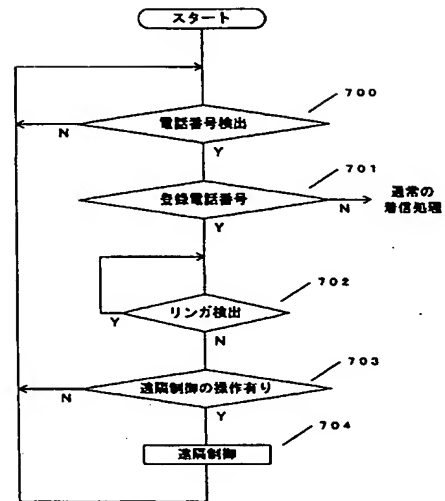 スタート
700
電話番号検出
N
Y
701
登録電話番号
N
通常の
着信処理
Y
702
リンガ検出
Y
N
703
遠隔制御の操作有り
N
Y
704
遠隔制御